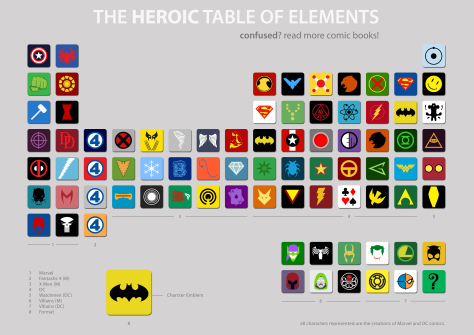 THE HEROIC TABLE OF ELEMENTS
confused? read more comic books!
1 Marvel
2 Fantastic 4 (M)
3 X-Men (M)
4 DC
5 Watchmen (DC)
6 Villains (M)
7 Villains (DC)
8 Format
Character Emblem
8
all characters represented are the creations of Marvel and DC comics